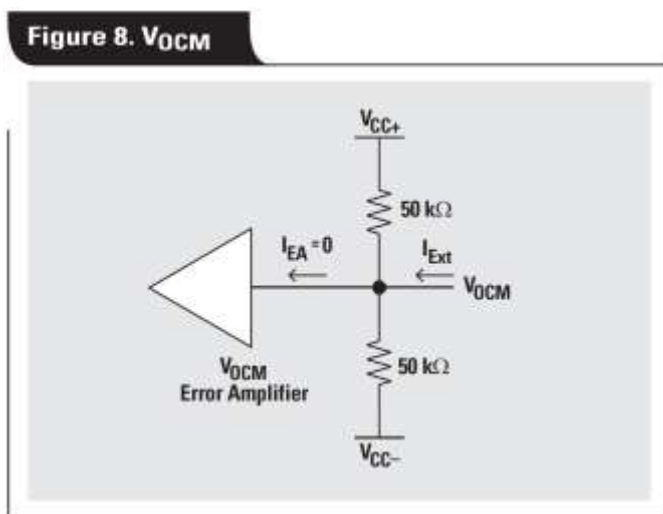 Figure 8. VOCM
VCC+
50 kΩ
IEA = 0
IExt
VOCM
50 kΩ
VOCM
Error Amplifier
VCC–